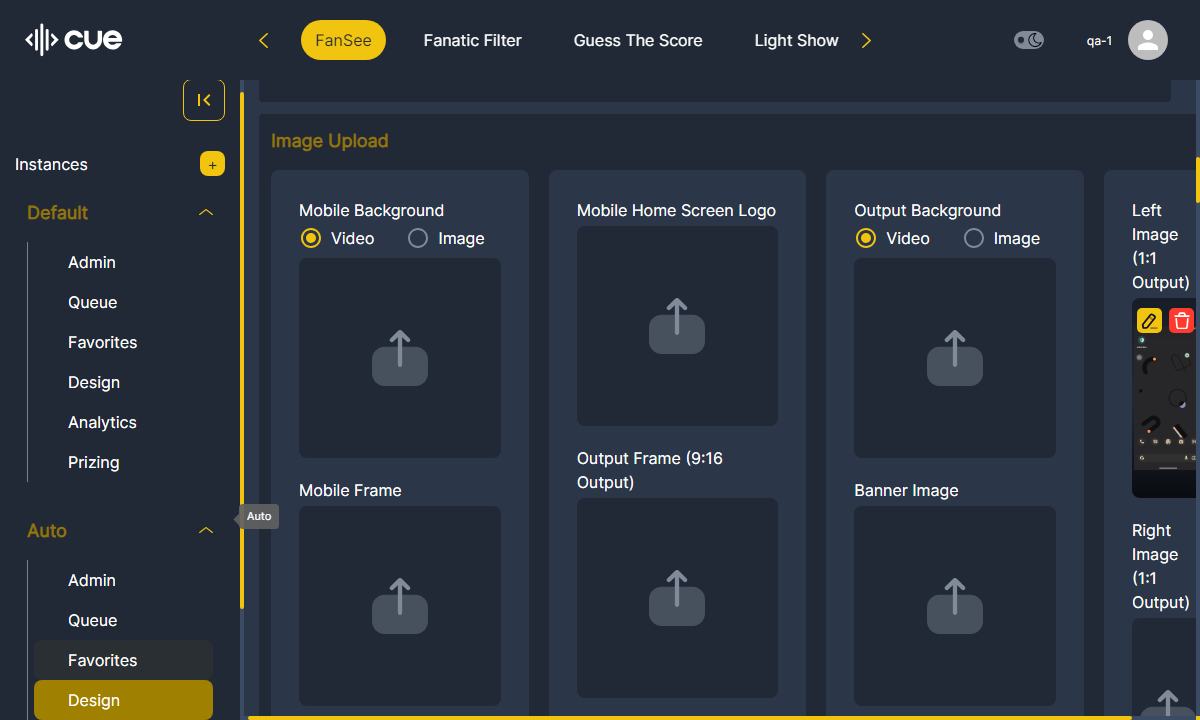 cue
FanSee
Fanatic Filter
Guess The Score
Light Show
qa-1
Instances
+
Default
Admin
Queue
Favorites
Design
Analytics
Prizing
Auto
Auto
Admin
Queue
Favorites
Design
Image Upload
Mobile Background
Video
Image
Mobile Frame
Mobile Home Screen Logo
Output Frame (9:16
Output)
Output Background
Video
Image
Banner Image
Left
Image
(1:1
Output)
Right
Image
(1:1
Output)